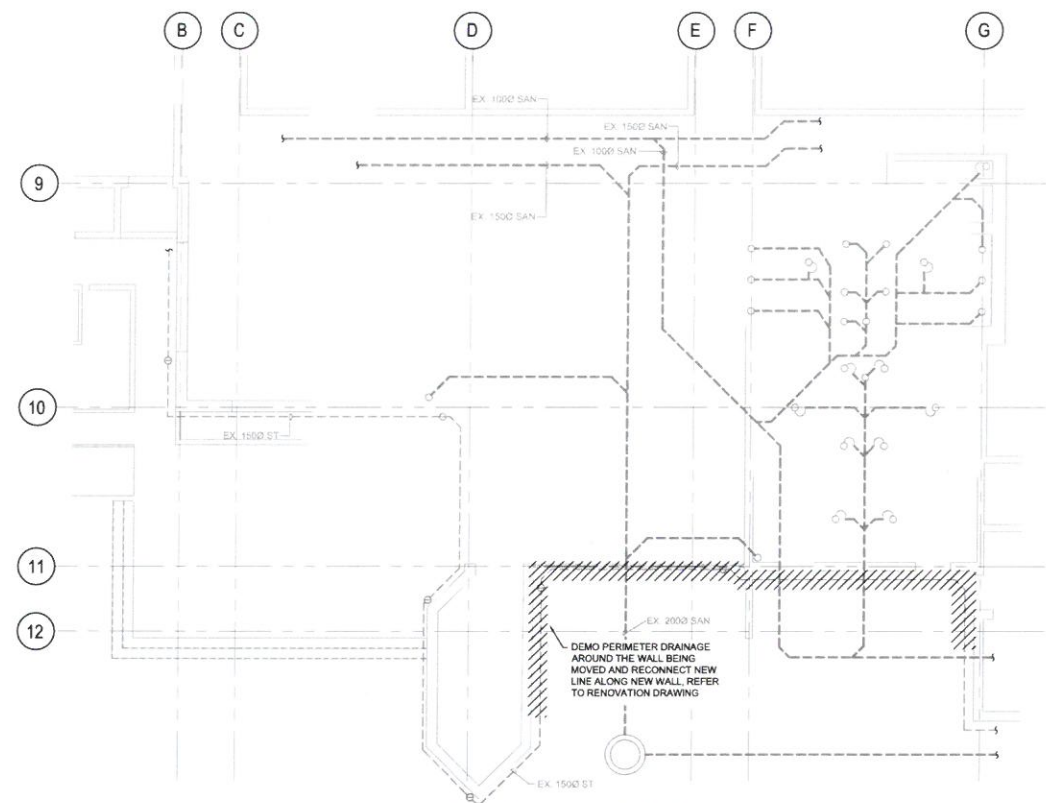 B
C
D
E
F
G
EX. 100Ø SAN
EX. 150Ø SAN
EX. 100Ø SAN
9
EX. 150Ø SAN
10
EX. 150Ø ST
11
12
EX. 200Ø SAN
DEMO PERIMETER DRAINAGE
AROUND THE WALL BEING
MOVED AND RECONNECT NEW
LINE ALONG NEW WALL, REFER
TO RENOVATION DRAWING
EX. 150Ø ST